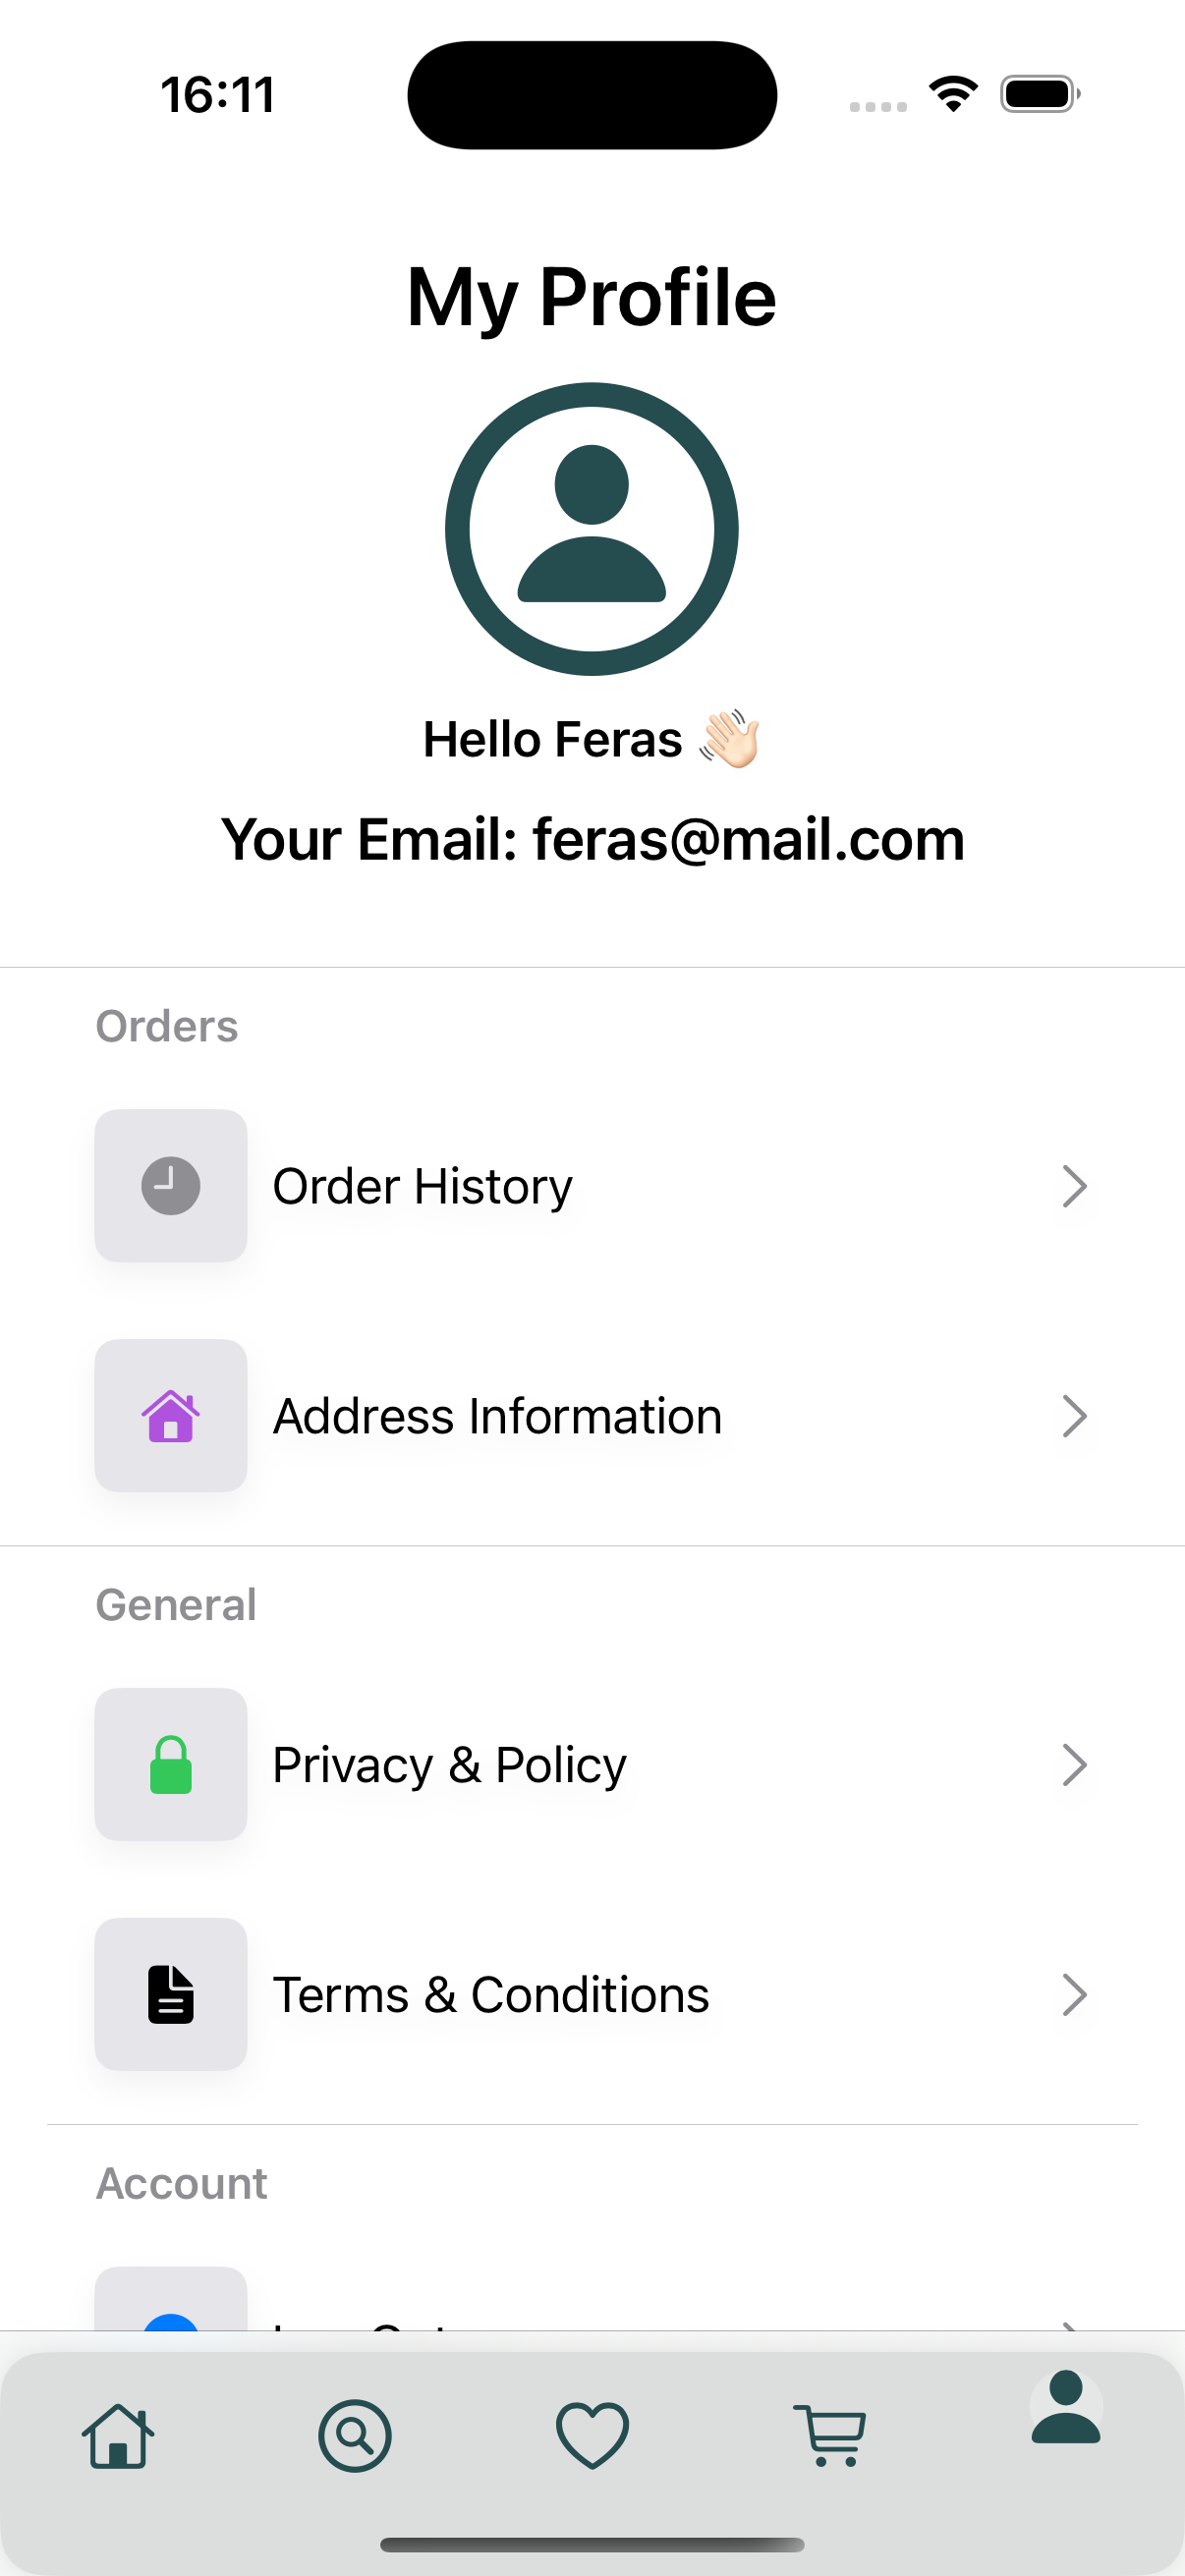 16:11
My Profile
Hello Feras 👋🏻
Your Email: feras@mail.com
Orders
Order History
Address Information
General
Privacy & Policy
Terms & Conditions
Account